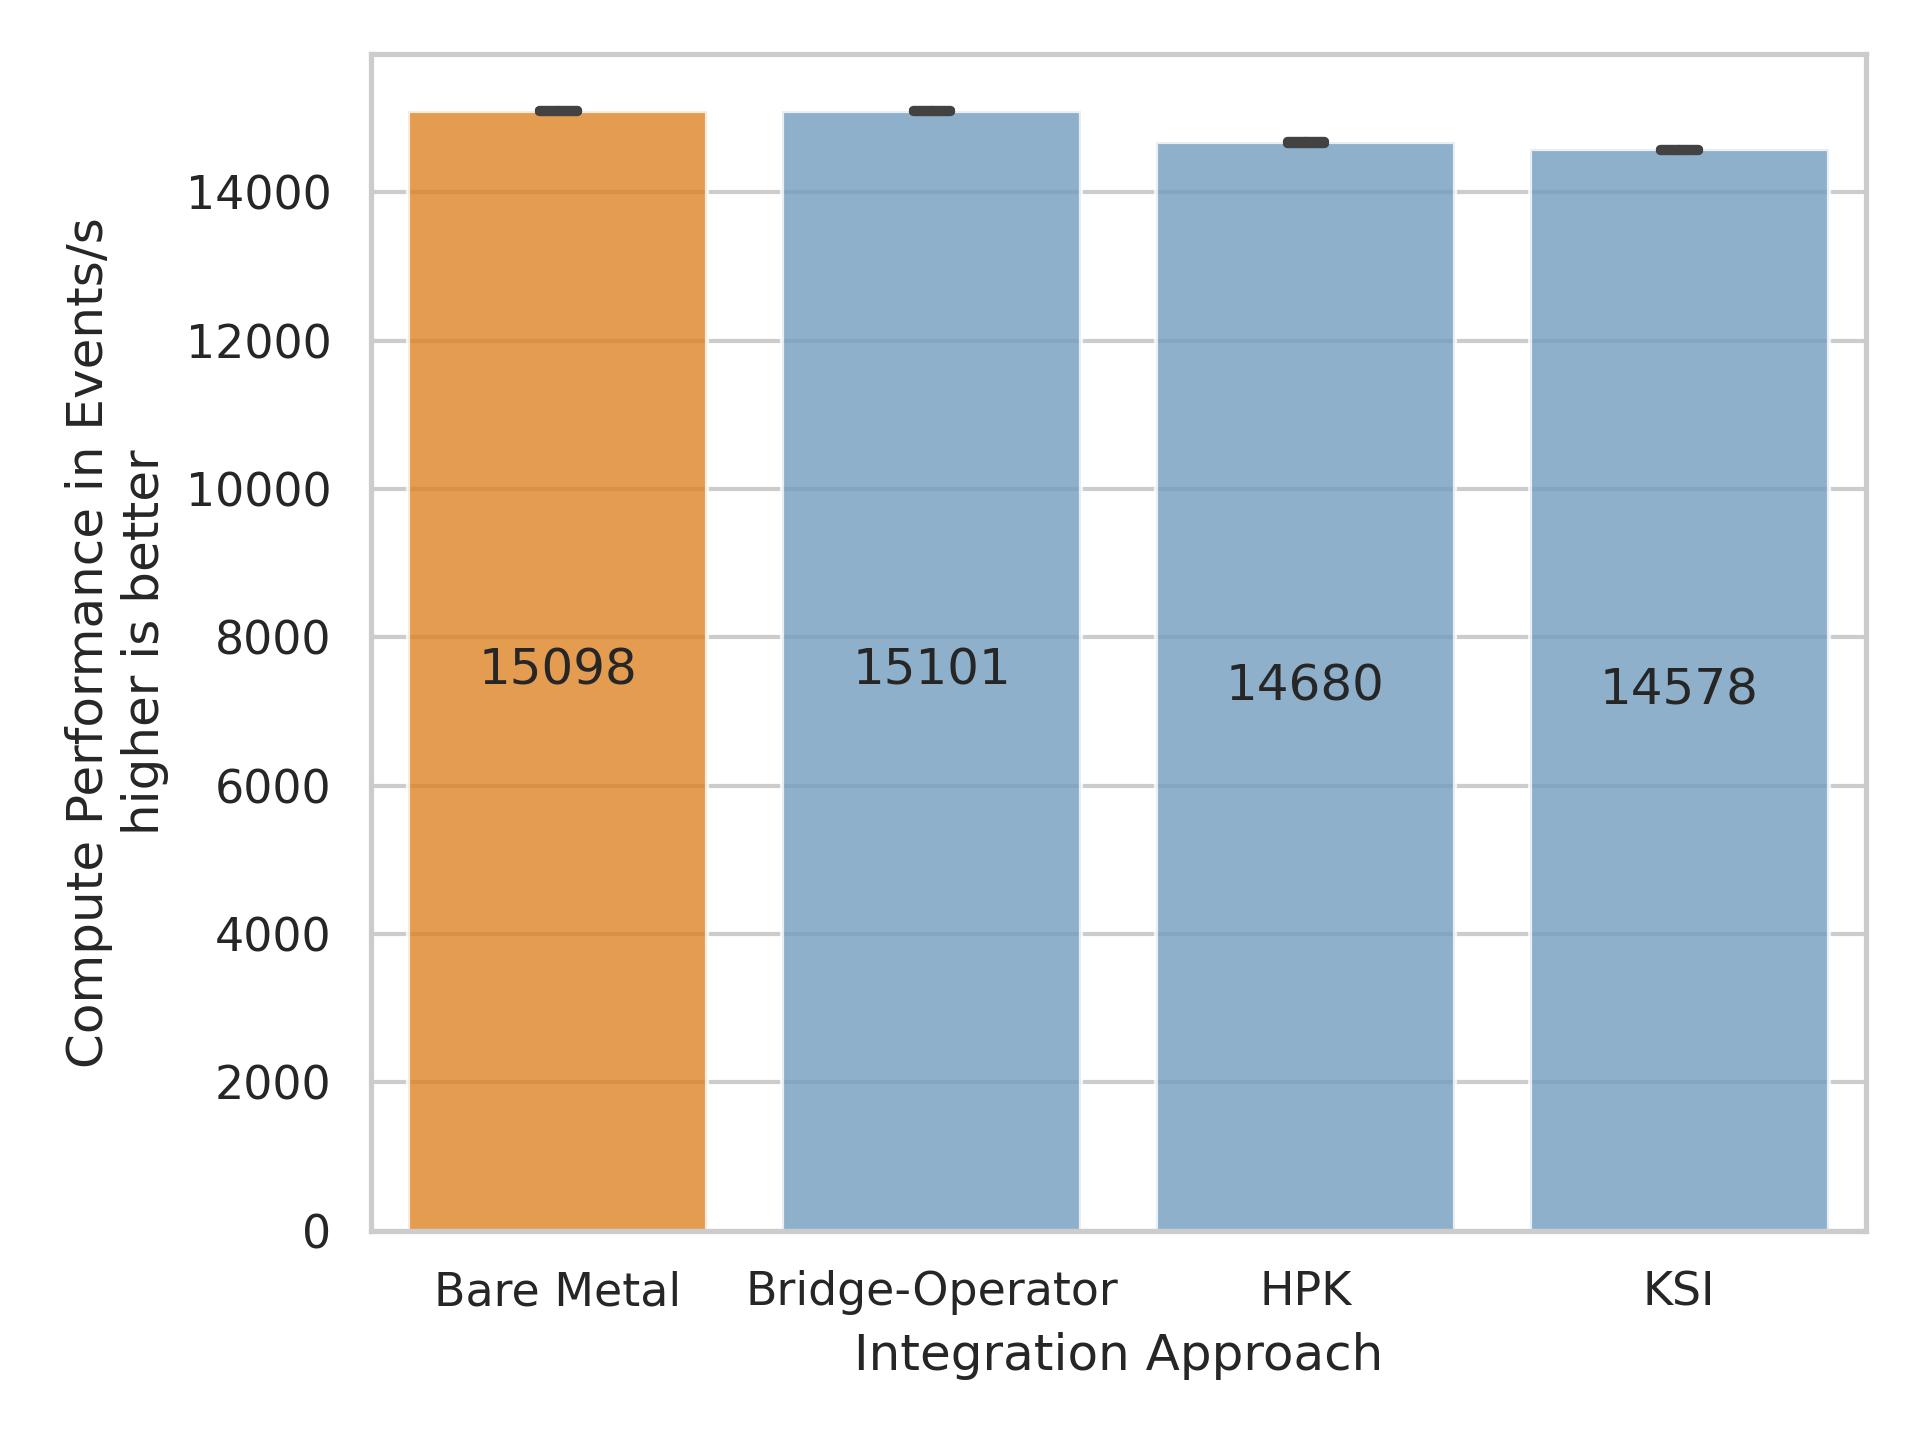 Compute Performance in Events/s
higher is better
14000
12000
10000
8000
6000
4000
2000
0
15098
15101
14680
14578
Bare Metal
Bridge-Operator
HPK
KSI
Integration Approach